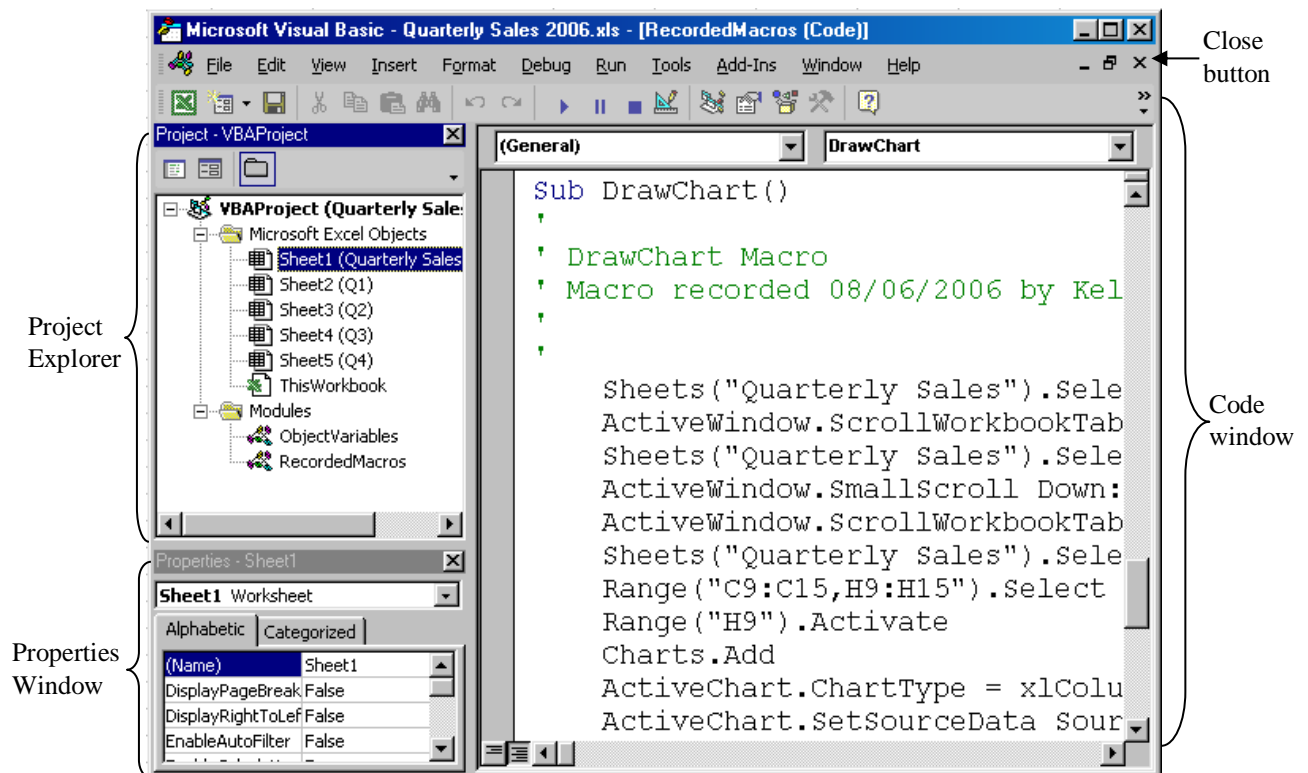 Microsoft Visual Basic - Quarterly Sales 2006.xls - [RecordedMacros (Code)]
File Edit View Insert Format Debug Run Tools Add-Ins Window Help
Close
button
Project - VBAProject
(General)
DrawChart
VBAProject (Quarterly Sale
Microsoft Excel Objects
Sheet1 (Quarterly Sales
Sheet2 (Q1)
Sheet3 (Q2)
Sheet4 (Q3)
Sheet5 (Q4)
ThisWorkbook
Modules
ObjectVariables
RecordedMacros
Project
Explorer
Properties - Sheet1
Sheet1 Worksheet
Alphabetic Categorized
(Name) Sheet1
DisplayPageBreak False
DisplayRightToLef False
EnableAutoFilter False
Properties
Window
Sub DrawChart()
'
' DrawChart Macro
' Macro recorded 08/06/2006 by Kel
'
'
Sheets("Quarterly Sales").Sele
ActiveWindow.ScrollWorkbookTab
Sheets("Quarterly Sales").Sele
ActiveWindow.SmallScroll Down:
ActiveWindow.ScrollWorkbookTab
Sheets("Quarterly Sales").Sele
Range("C9:C15,H9:H15").Select
Range("H9").Activate
Charts.Add
ActiveChart.ChartType = xlColu
ActiveChart.SetSourceData Sour
Code
window